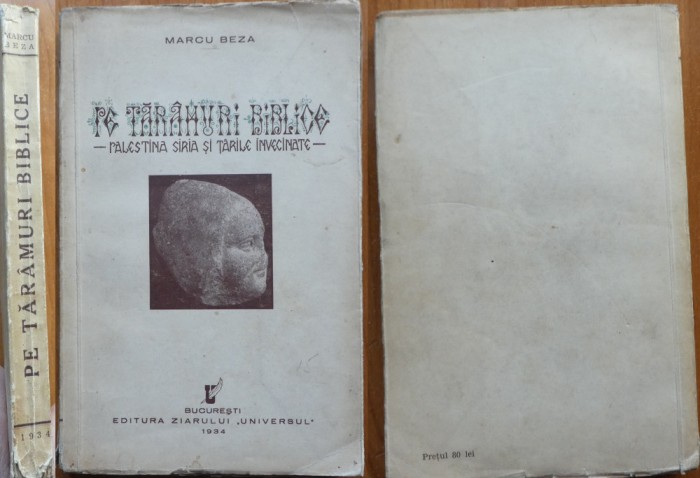 MARCU
BEZA
PE TĂRÂMURI BIBLICE
1934
MARCU BEZA
PE TĂRÂMURI BIBLICE
— PALESTINA SIRIA ȘI ȚĂRILE ÎNVECINATE —
BUCUREȘTI
EDITURA ZIARULUI „UNIVERSUL"
1934
Prețul 80 lei